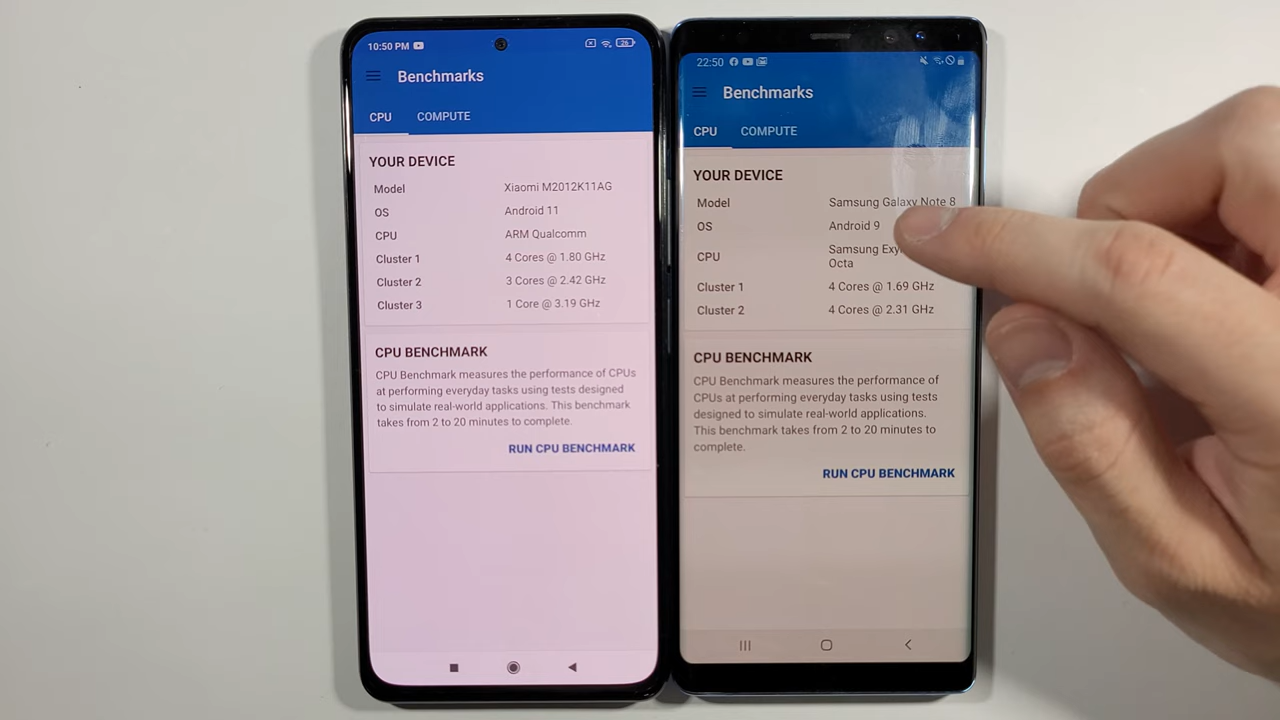 10:50 PM
26
Benchmarks
CPU COMPUTE
YOUR DEVICE
Model Xiaomi M2012K11AG
OS Android 11
CPU ARM Qualcomm
Cluster 1 4 Cores @ 1.80 GHz
Cluster 2 3 Cores @ 2.42 GHz
Cluster 3 1 Core @ 3.19 GHz
CPU BENCHMARK
CPU Benchmark measures the performance of CPUs
at performing everyday tasks using tests designed
to simulate real-world applications. This benchmark
takes from 2 to 20 minutes to complete.
RUN CPU BENCHMARK
22:50
Benchmarks
CPU COMPUTE
YOUR DEVICE
Model Samsung Galaxy Note 8
OS Android 9
CPU Samsung
Octa
Cluster 1 4 Cores @ 1.69 GHz
Cluster 2 4 Cores @ 2.31 GHz
CPU BENCHMARK
CPU Benchmark measures the performance of
CPUs at performing everyday tasks using tests
designed to simulate real-world applications.
This benchmark takes from 2 to 20 minutes to
complete.
RUN CPU BENCHMARK